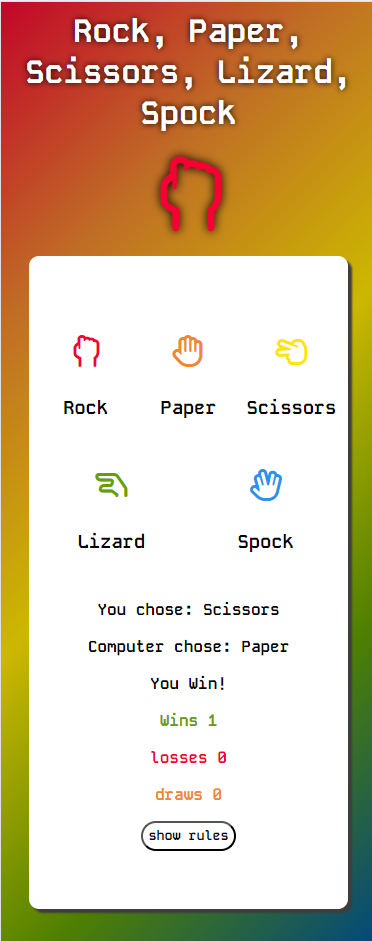 Rock, Paper,
Scissors, Lizard,
Spock
Rock Paper Scissors
Lizard Spock
You chose: Scissors
Computer chose: Paper
You Win!
Wins 1
losses 0
draws 0
show rules